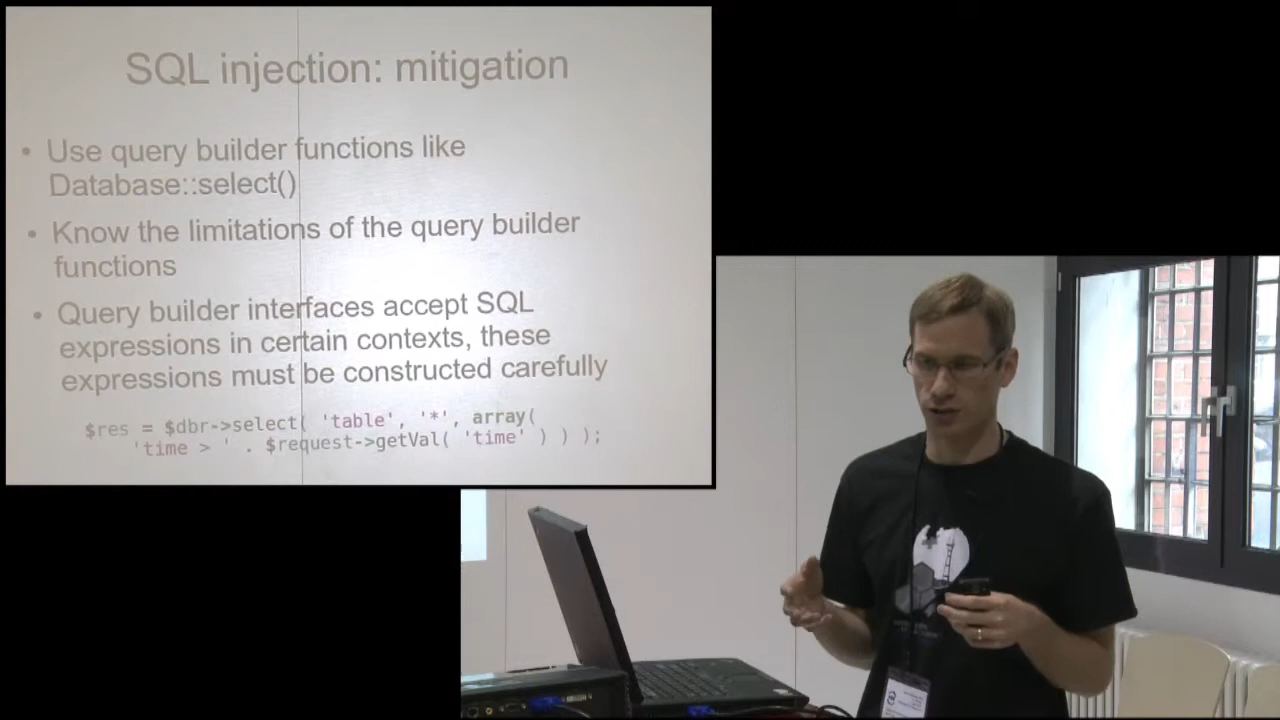 SQL injection: mitigation
• Use query builder functions like
Database::select()
• Know the limitations of the query builder
functions
• Query builder interfaces accept SQL
expressions in certain contexts, these
expressions must be constructed carefully
$res = $dbr->select( 'table', '*', array(
'time > ' . $request->getVal( 'time' ) ) );